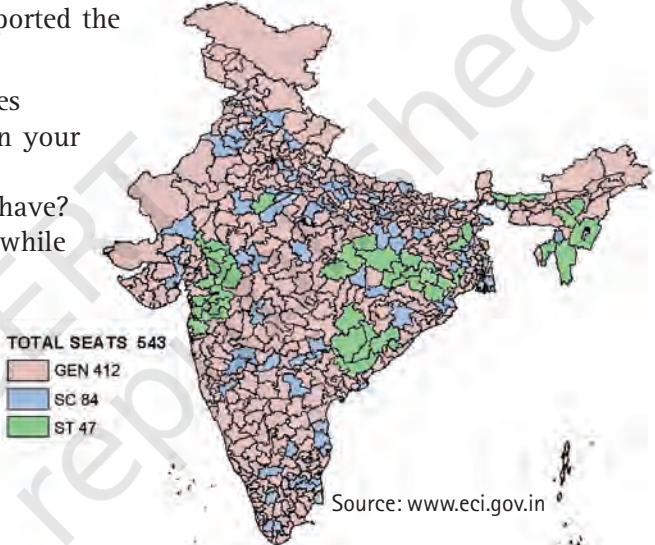 ported the
es
n your
have?
while
TOTAL SEATS 543
GEN 412
SC 84
ST 47
Source: www.eci.gov.in